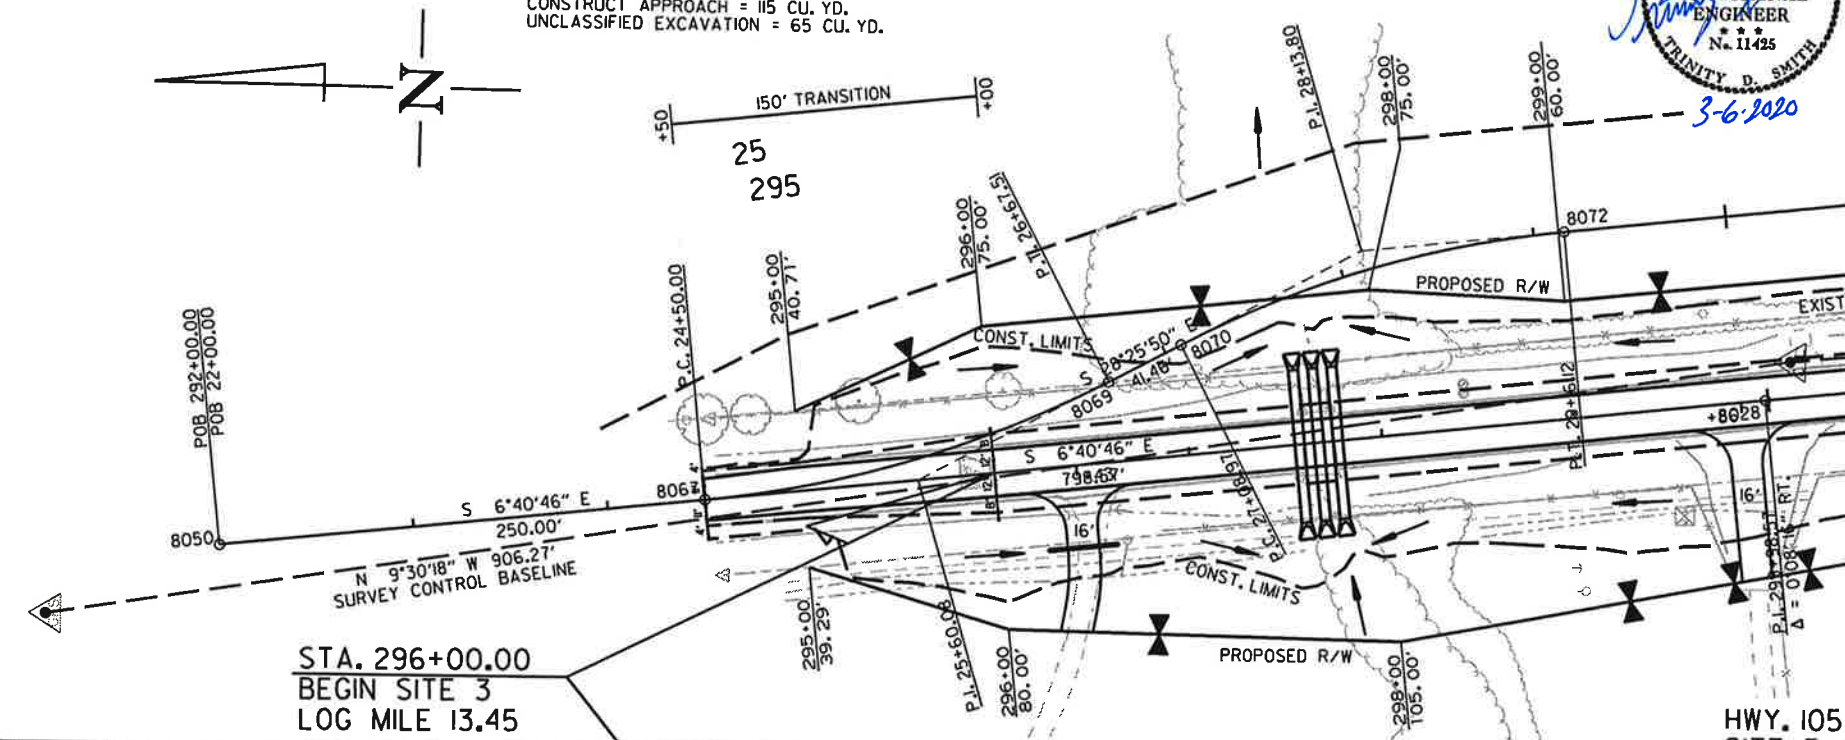 CONSTRUCT APPROACH = 115 CU. YD.
UNCLASSIFIED EXCAVATION = 65 CU. YD.
ENGINEER
* * *
No. 11425
TRINITY D. SMITH
3-6-2020
N
150' TRANSITION
+50
+00
25
295
POB 292+00.00
POB 22+00.00
P.C. 24+50.00
295+00
40.71'
296+00
75.00'
P.T. 26+67.51
P.I. 28+13.80
298+00
75.00'
299+00
60.00'
8072
PROPOSED R/W
EXIST
CONST. LIMITS
S 28°25'50" E
41.46'
8070
8069
S 6°40'46" E
8067
S 6°40'46" E
250.00'
8050
N 9°30'18" W 906.27'
SURVEY CONTROL BASELINE
4'
8'
12'
12'
8'
16'
16'
CONST. LIMITS
PROPOSED R/W
295+00
39.29'
P.I. 25+60.08
296+00
80.00'
298+00
105.00'
STA. 296+00.00
BEGIN SITE 3
LOG MILE 13.45
HWY. 105